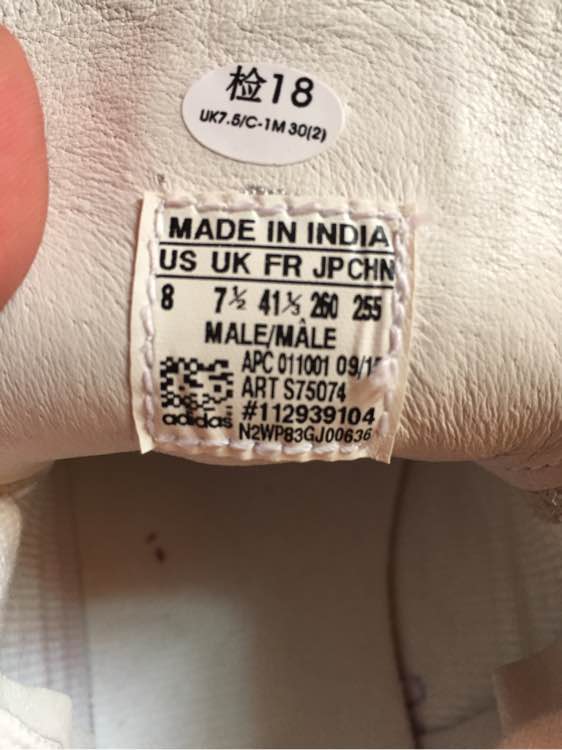 检18
UK7.5/C-1M 30(2)
MADE IN INDIA
US UK FR JP CHN
8 7½ 41⅓ 260 255
MALE/MÂLE
APC 011001 09/1
ART S75074
adidas #112939104
N2WP83GJ00636